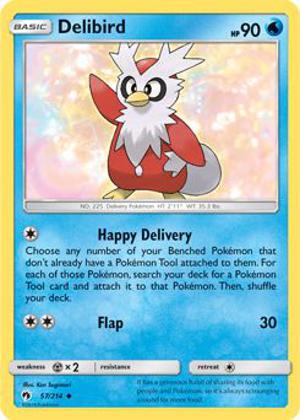 BASIC Delibird HP 90
NO. 225 Delivery Pokémon HT 2'11" WT 35.3 lbs.
Happy Delivery
Choose any number of your Benched Pokémon that
don't already have a Pokémon Tool attached to them. For
each of those Pokémon, search your deck for a Pokémon
Tool card and attach it to that Pokémon. Then, shuffle
your deck.
Flap 30
weakness ×2 resistance retreat
Illus. Ken Sugimori
57/214
It has a generous habit of sharing its
food with people and Pokémon, so it's
always scrounging around for more food.